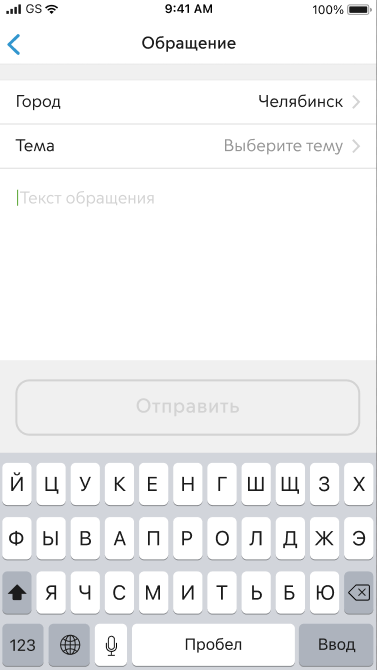 GS 9:41 AM 100%
Обращение
Город Челябинск
Тема Выберите тему
Текст обращения
Отправить
Й Ц У К Е Н Г Ш Щ З Х
Ф Ы В А П Р О Л Д Ж Э
Я Ч С М И Т Ь Б Ю
123 Пробел Ввод